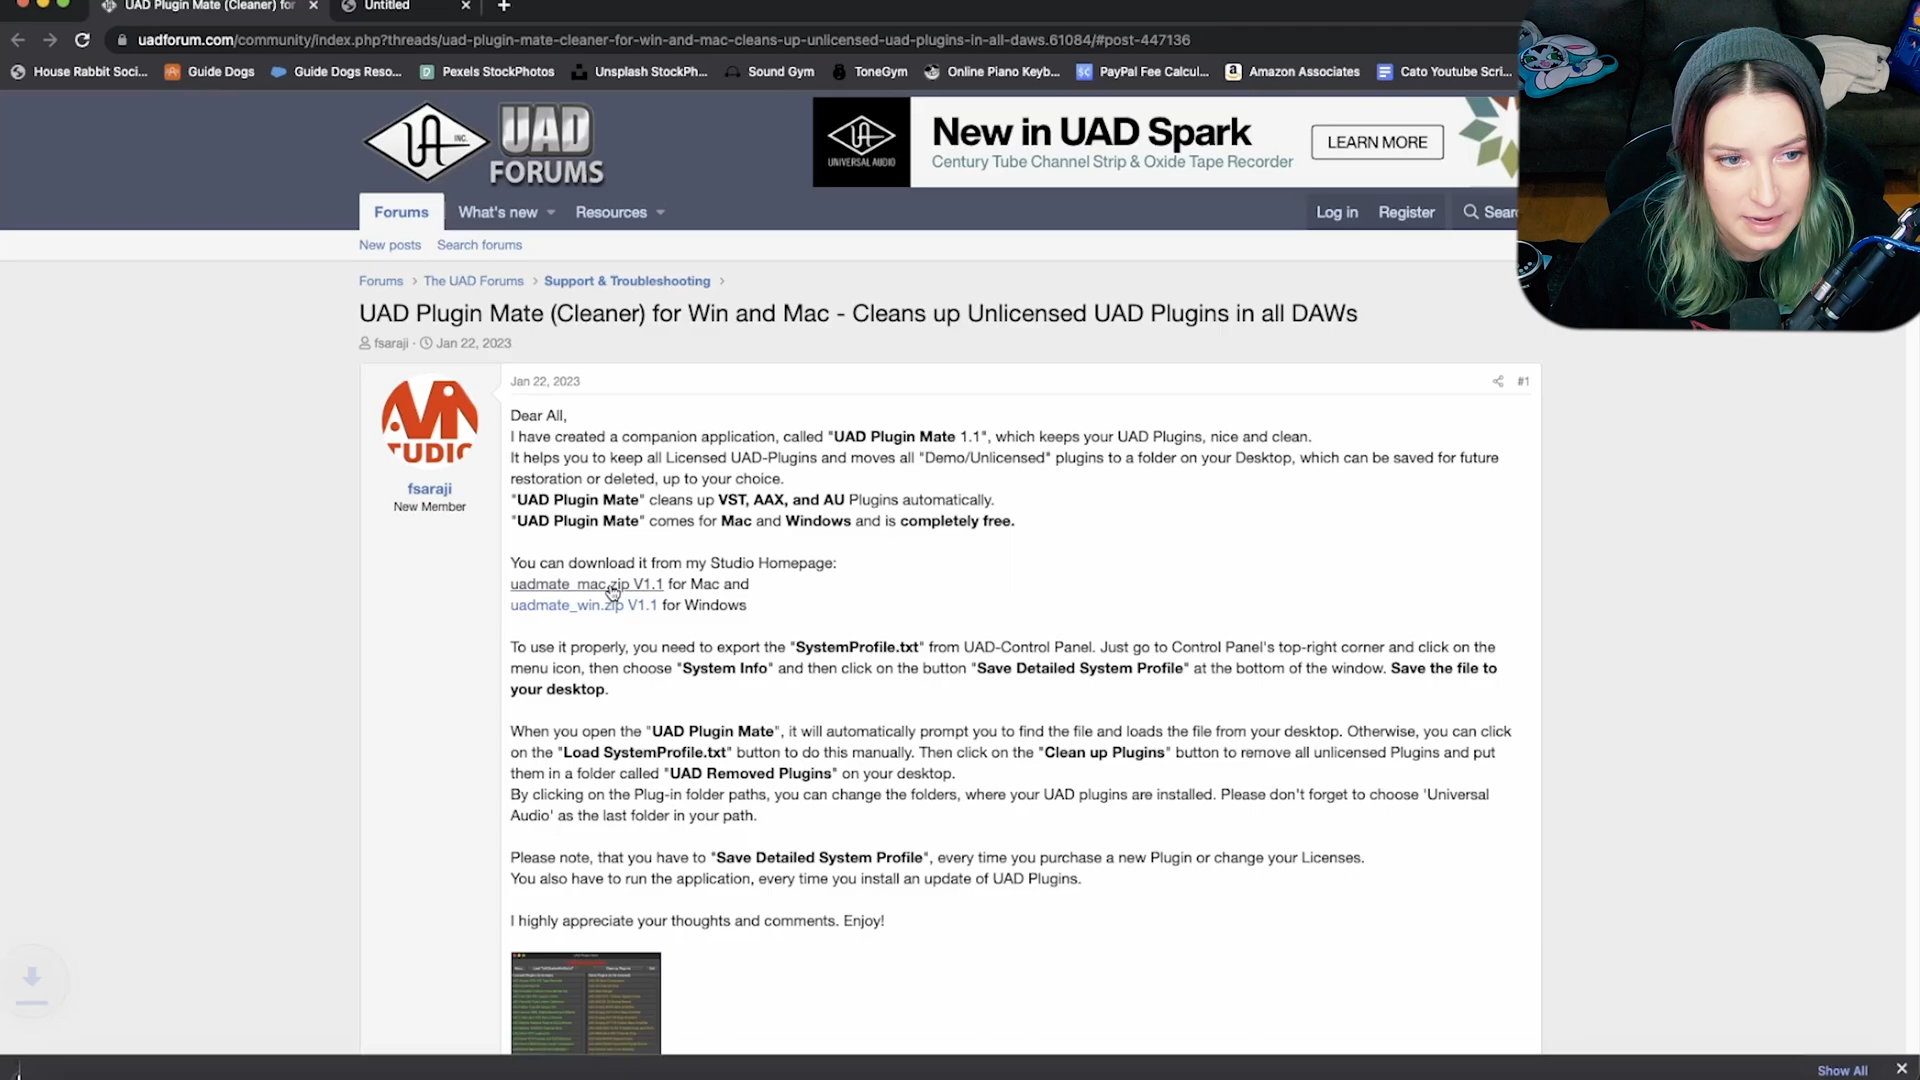 UAD Plugin Mate (Cleaner) for
Untitled
uadforum.com/community/index.php?threads/uad-plugin-mate-cleaner-for-win-and-mac-cleans-up-unlicensed-uad-plugins-in-all-daws.61084/#post-447136
House Rabbit Soci... Guide Dogs Guide Dogs Reso... Pexels StockPhotos Unsplash StockPh... Sound Gym ToneGym Online Piano Keyb... PayPal Fee Calcul... Amazon Associates Cato Youtube Scri...
UA INC. UAD FORUMS
UNIVERSAL AUDIO
New in UAD Spark
Century Tube Channel Strip & Oxide Tape Recorder
LEARN MORE
Forums What's new Resources Log in Register Sear
New posts Search forums
Forums > The UAD Forums > Support & Troubleshooting >
UAD Plugin Mate (Cleaner) for Win and Mac - Cleans up Unlicensed UAD Plugins in all DAWs
fsaraji · Jan 22, 2023
Jan 22, 2023 #1
TUDIO
fsaraji
New Member
Dear All,
I have created a companion application, called "UAD Plugin Mate 1.1", which keeps your UAD Plugins, nice and clean.
It helps you to keep all Licensed UAD-Plugins and moves all "Demo/Unlicensed" plugins to a folder on your Desktop, which can be saved for future
restoration or deleted, up to your choice.
"UAD Plugin Mate" cleans up VST, AAX, and AU Plugins automatically.
"UAD Plugin Mate" comes for Mac and Windows and is completely free.
You can download it from my Studio Homepage:
uadmate_mac.zip V1.1 for Mac and
uadmate_win.zip V1.1 for Windows
To use it properly, you need to export the "SystemProfile.txt" from UAD-Control Panel. Just go to Control Panel's top-right corner and click on the
menu icon, then choose "System Info" and then click on the button "Save Detailed System Profile" at the bottom of the window. Save the file to
your desktop.
When you open the "UAD Plugin Mate", it will automatically prompt you to find the file and loads the file from your desktop. Otherwise, you can click
on the "Load SystemProfile.txt" button to do this manually. Then click on the "Clean up Plugins" button to remove all unlicensed Plugins and put
them in a folder called "UAD Removed Plugins" on your desktop.
By clicking on the Plug-in folder paths, you can change the folders, where your UAD plugins are installed. Please don't forget to choose 'Universal
Audio' as the last folder in your path.
Please note, that you have to "Save Detailed System Profile", every time you purchase a new Plugin or change your Licenses.
You also have to run the application, every time you install an update of UAD Plugins.
I highly appreciate your thoughts and comments. Enjoy!
Show All